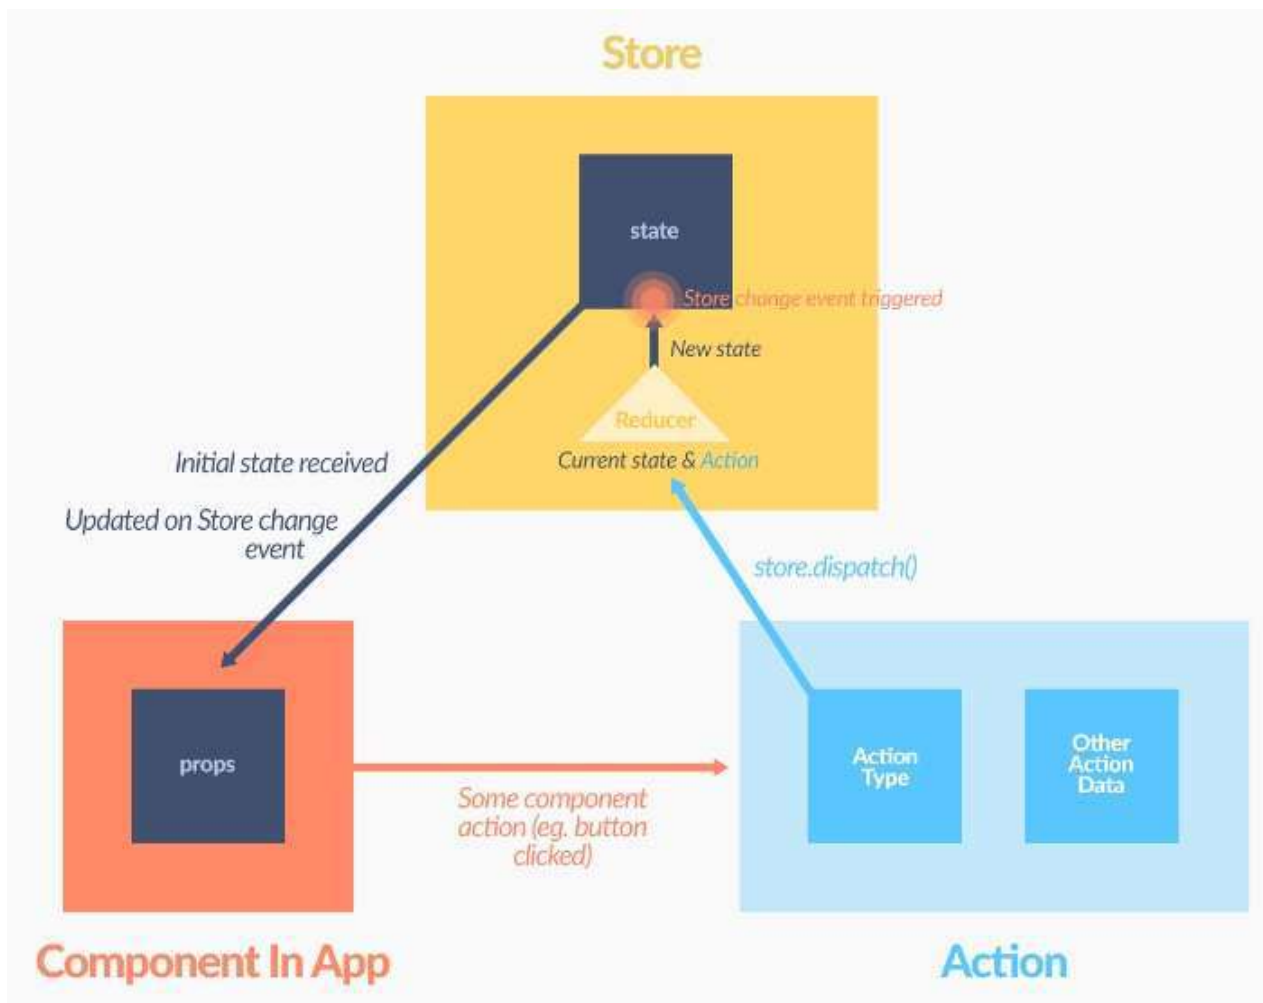 Store
state
Store change event triggered
New state
Reducer
Current state & Action
Initial state received
Updated on Store change
event
store.dispatch()
props
Some component
action (eg. button
clicked)
Action
Type
Other
Action
Data
Component In App
Action